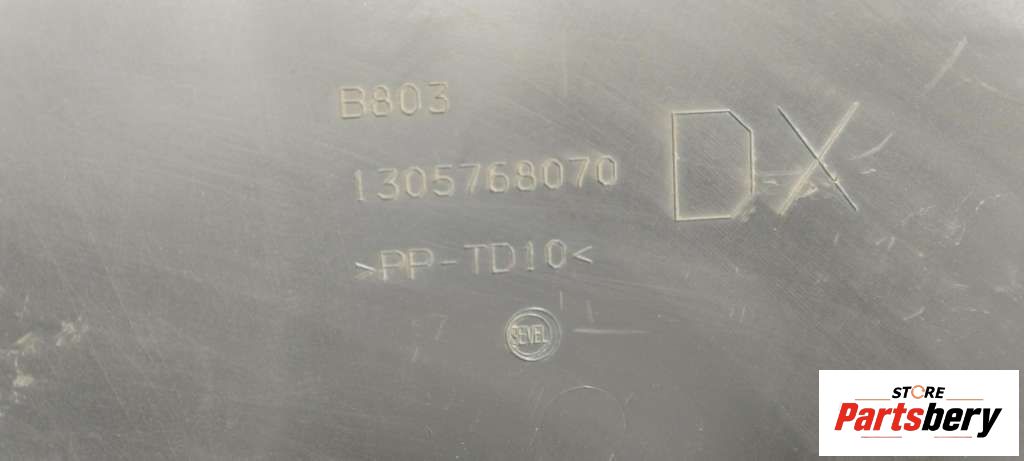 B803
1305768070
DX
>PP-TD10<
SEVEL
STORE
Partsbery